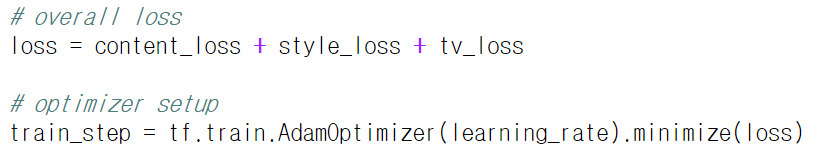 # overall loss
loss = content_loss + style_loss + tv_loss
# optimizer setup
train_step = tf.train.AdamOptimizer(learning_rate).minimize(loss)